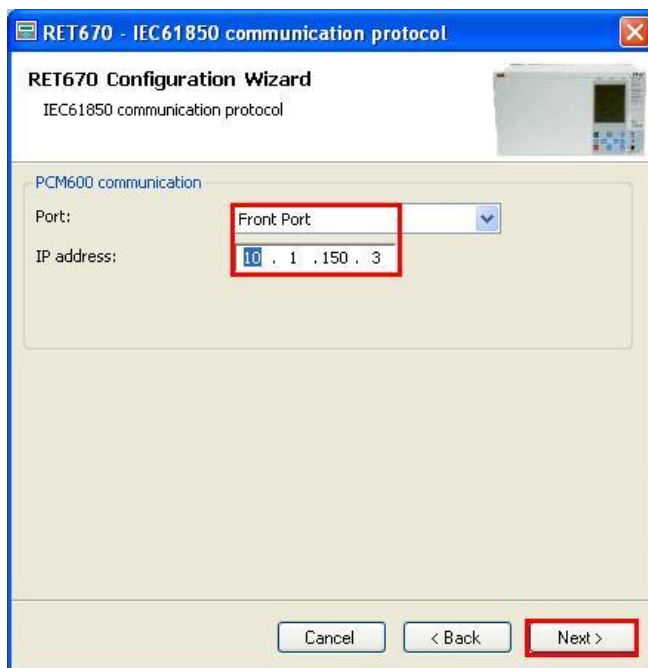 RET670 - IEC61850 communication protocol
RET670 Configuration Wizard
IEC61850 communication protocol
PCM600 communication
Port: Front Port
IP address: 10 . 1 .150 . 3
Cancel < Back Next >